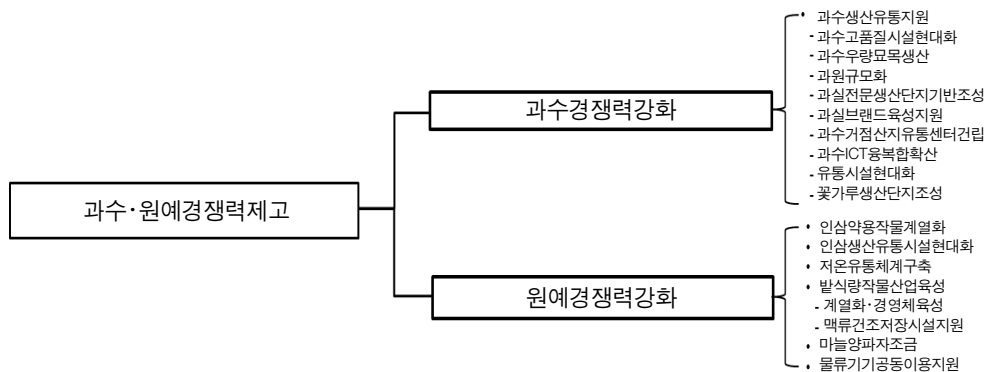 과수·원예경쟁력제고
과수경쟁력강화
• 과수생산유통지원
- 과수고품질시설현대화
- 과수우량묘목생산
- 과원규모화
- 과실전문생산단지기반조성
- 과실브랜드육성지원
- 과수거점산지유통센터건립
- 과수ICT융복합확산
- 유통시설현대화
- 꽃가루생산단지조성
원예경쟁력강화
• 인삼약용작물계열화
• 인삼생산유통시설현대화
• 저온유통체계구축
• 밭식량작물산업육성
- 계열화·경영체육성
- 맥류건조저장시설지원
• 마늘양파자조금
• 물류기기공동이용지원